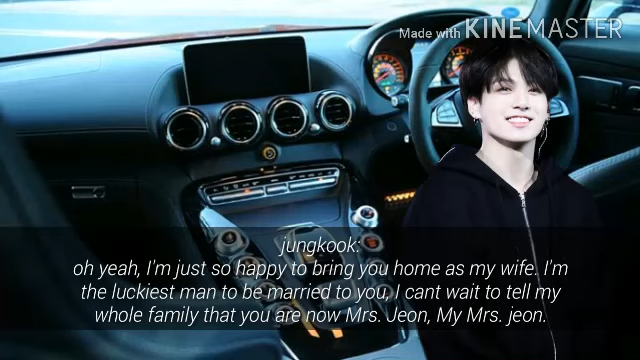 Made with KINEMASTER
jungkook:
oh yeah, I'm just so happy to bring you home as my wife. I'm
the luckiest man to be married to you, I cant wait to tell my
whole family that you are now Mrs. Jeon, My Mrs. jeon.